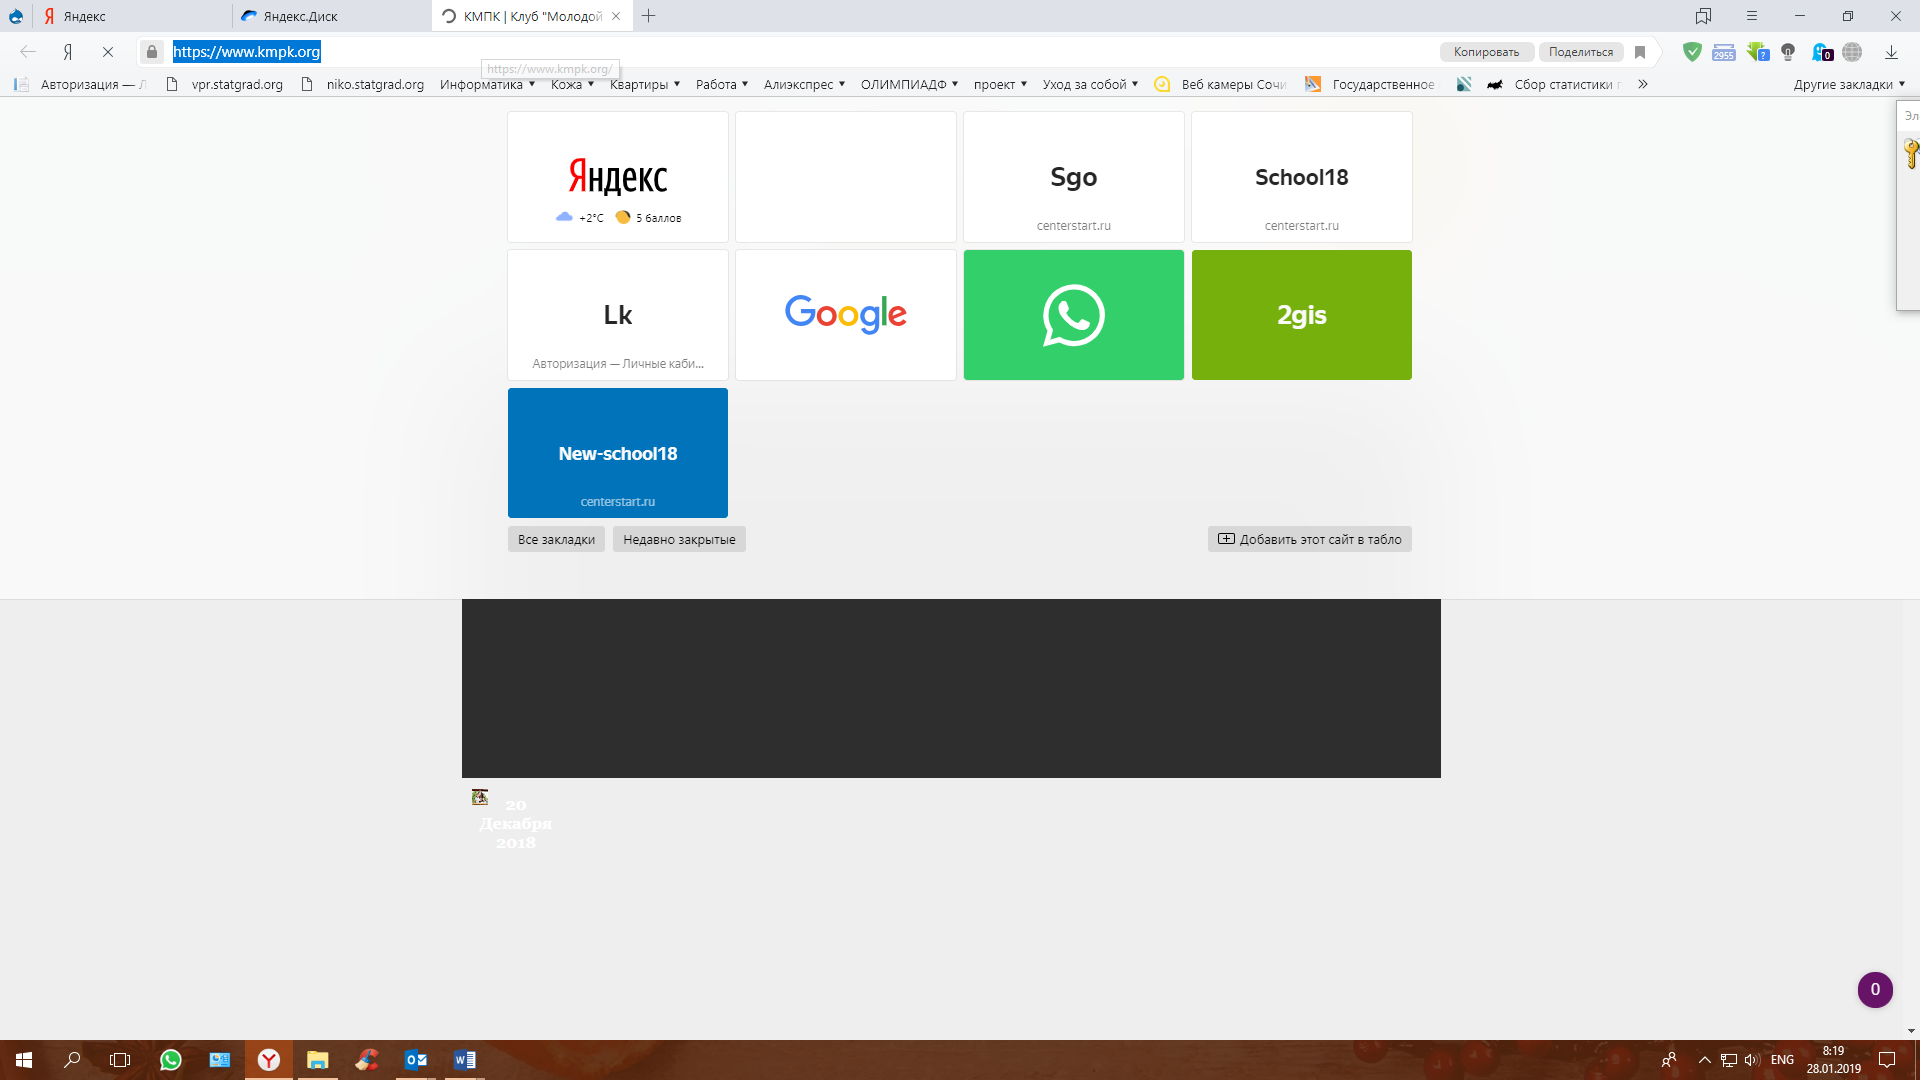 Яндекс
Яндекс.Диск
КМПК | Клуб "Молодой
Я
https://www.kmpk.org
Копировать
Поделиться
2955
?
0
https://www.kmpk.org/
Авторизация — Л
vpr.statgrad.org
niko.statgrad.org
Информатика
Кожа
Квартиры
Работа
Алиэкспрес
ОЛИМПИАДФ
проект
Уход за собой
Веб камеры Сочи
Государственное
Сбор статистики
Другие закладки
Эл
Яндекс
+2°C
5 баллов
Sgo
centerstart.ru
School18
centerstart.ru
Lk
Авторизация — Личные каби...
Google
2gis
New-school18
centerstart.ru
Все закладки
Недавно закрытые
Добавить этот сайт в табло
20
Декабря
2018
0
ENG
8:19
28.01.2019